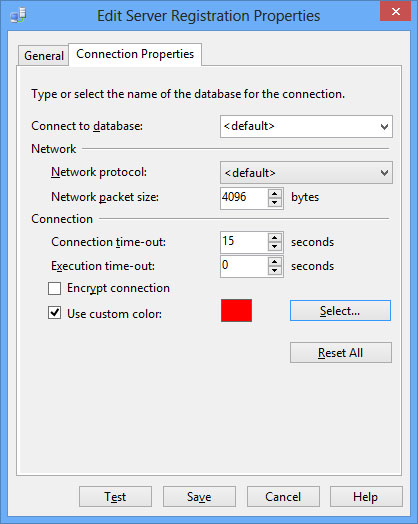 Edit Server Registration Properties
General
Connection Properties
Type or select the name of the database for the connection.
Connect to database: <default>
Network
Network protocol: <default>
Network packet size: 4096 bytes
Connection
Connection time-out: 15 seconds
Execution time-out: 0 seconds
Encrypt connection
Use custom color: Select...
Reset All
Test Save Cancel Help